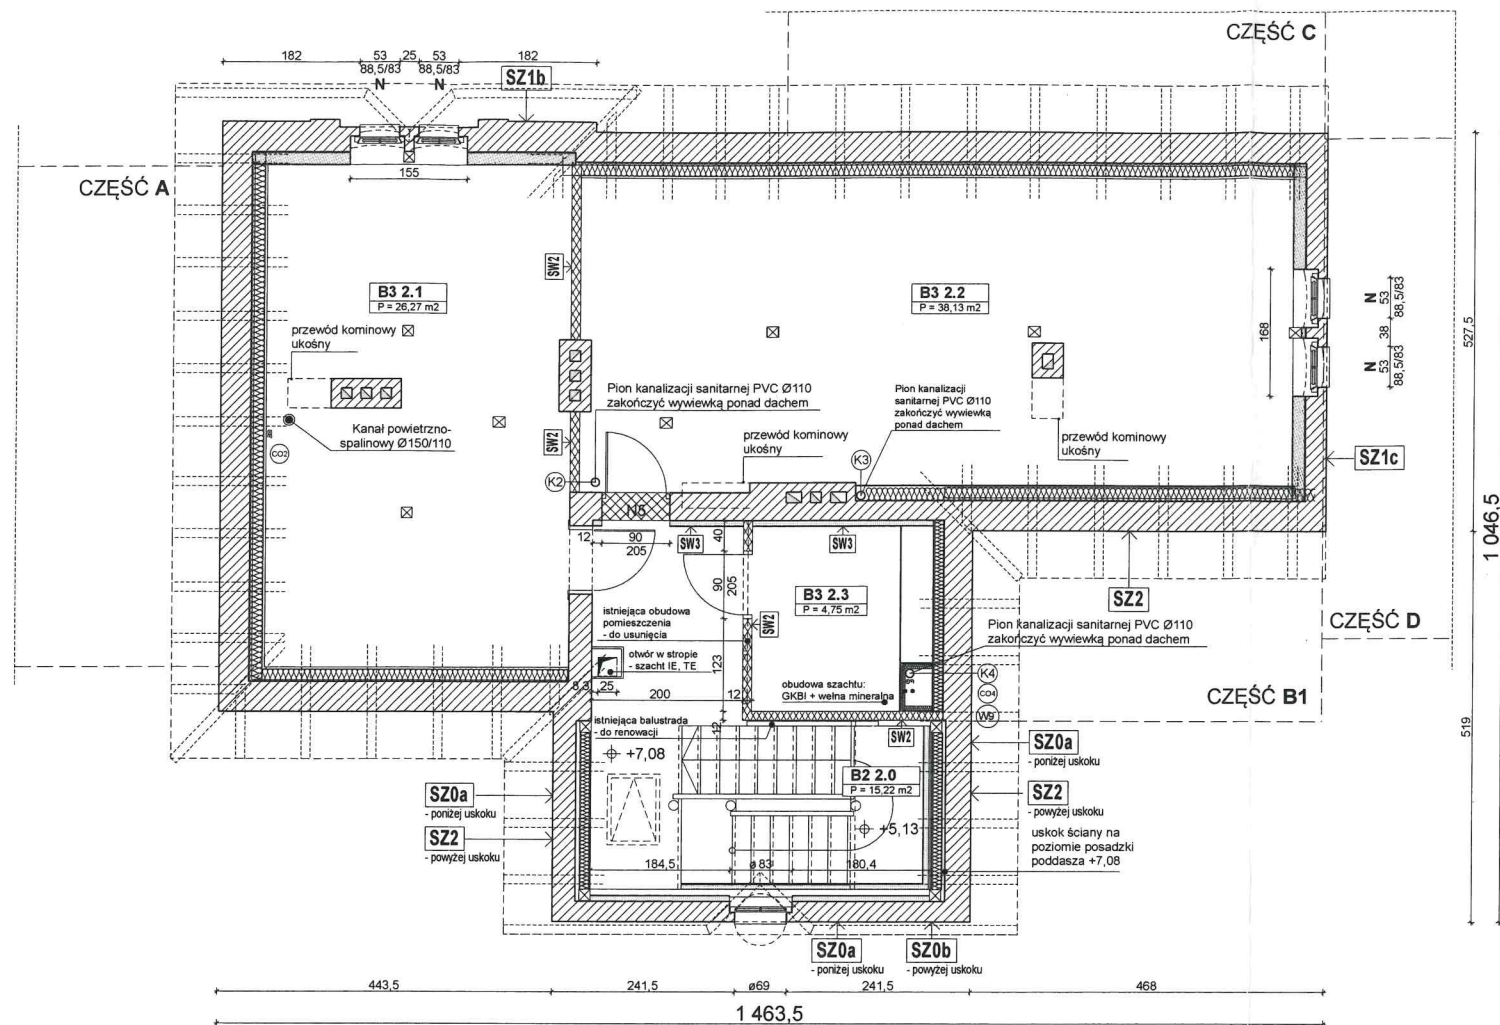 CZĘŚĆ C
182
53
25
53
182
88,5/83
88,5/83
N
N
SZ1b
CZĘŚĆ A
155
SW2
B3 2.1
P = 26,27 m2
B3 2.2
P = 38,13 m2
168
N
53
88,5/83
38
N
53
88,5/83
527,5
przewód kominowy
ukośny
Pion kanalizacji sanitarnej PVC Ø110
zakończyć wywiewką ponad dachem
Pion kanalizacji
sanitarnej PVC Ø110
zakończyć wywiewką
ponad dachem
Kanał powietrzno-
spalinowy Ø150/110
CO2
SW2
przewód kominowy
ukośny
przewód kominowy
ukośny
K2
K3
SZ1c
1 046,5
N5
12
90
205
SW3
40
SW3
90
205
B3 2.3
P = 4,75 m2
SZ2
istniejąca obudowa
pomieszczenia
- do usunięcia
SW2
Pion kanalizacji sanitarnej PVC Ø110
zakończyć wywiewką ponad dachem
CZĘŚĆ D
otwór w stropie
- szacht IE, TE
123
8,3
25
200
12
obudowa szachtu:
GKBI + wełna mineralna
K4
CO4
W9
CZĘŚĆ B1
519
istniejąca balustrada
- do renowacji
12
SW2
+7,08
B2 2.0
P = 15,22 m2
SZ0a
- poniżej uskoku
SZ0a
- poniżej uskoku
SZ2
- powyżej uskoku
SZ2
- powyżej uskoku
+5,13
uskok ściany na
poziomie posadzki
poddasza +7,08
184,5
ø 83
180,4
SZ0a
- poniżej uskoku
SZ0b
- powyżej uskoku
443,5
241,5
ø69
241,5
468
1 463,5